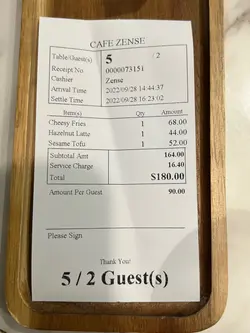 CAFE ZENSE
Table/Guest(s) 5 / 2
Receipt No 0000073151
Cashier Zense
Arrival Time 2022/09/28 14:44:37
Settle Time 2022/09/28 16:23:02
Item(s) Qty Amount
Cheesy Fries 1 68.00
Hazelnut Latte 1 44.00
Sesame Tofu 1 52.00
Subtotal Amt 164.00
Service Charge 16.40
Total $180.00
Amount Per Guest 90.00
Please Sign
Thank You!
5 / 2 Guest(s)